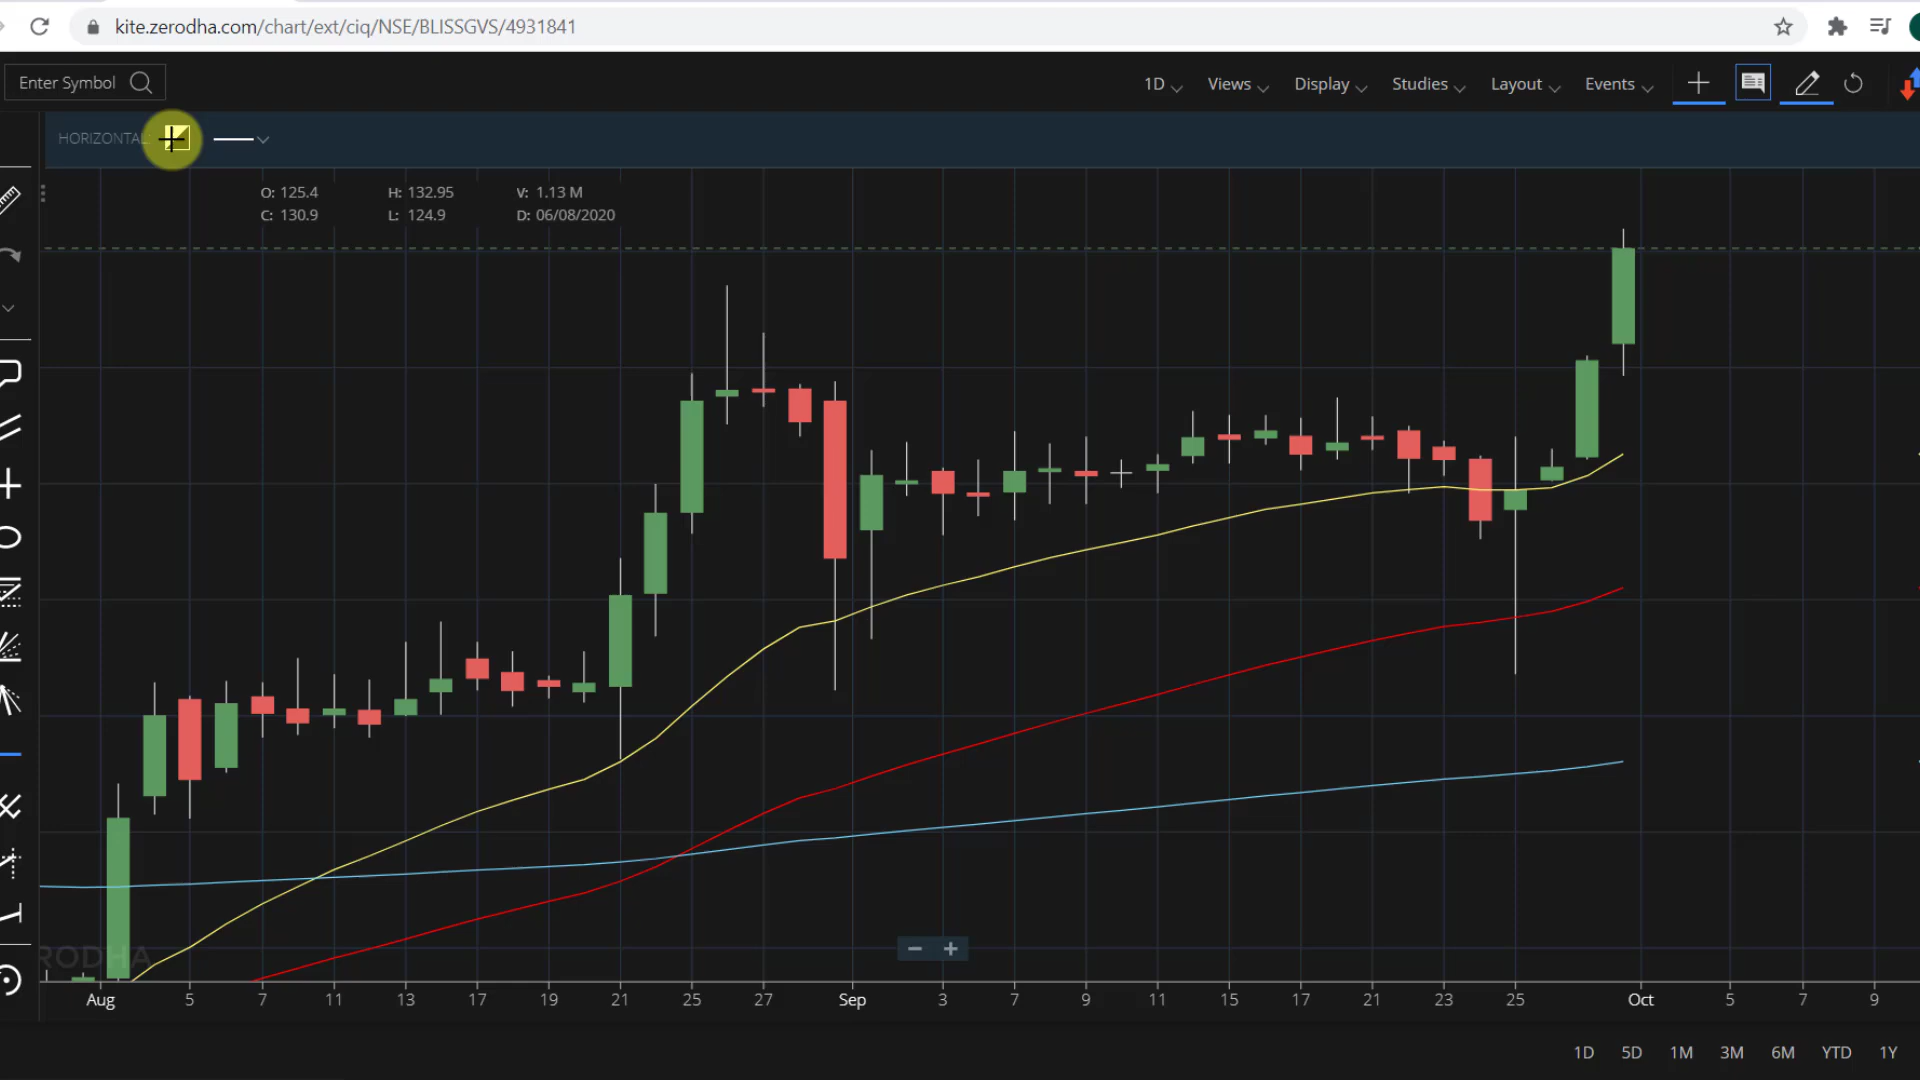 kite.zerodha.com/chart/ext/ciq/NSE/BLISSGVS/4931841
Enter Symbol
1D Views Display Studies Layout Events
HORIZONTAL
O: 125.4 H: 132.95 V: 1.13 M
C: 130.9 L: 124.9 D: 06/08/2020
RODHA
Aug 5 7 11 13 17 19 21 25 27 Sep 3 7 9 11 15 17 21 23 25 Oct 5 7 9
1D 5D 1M 3M 6M YTD 1Y